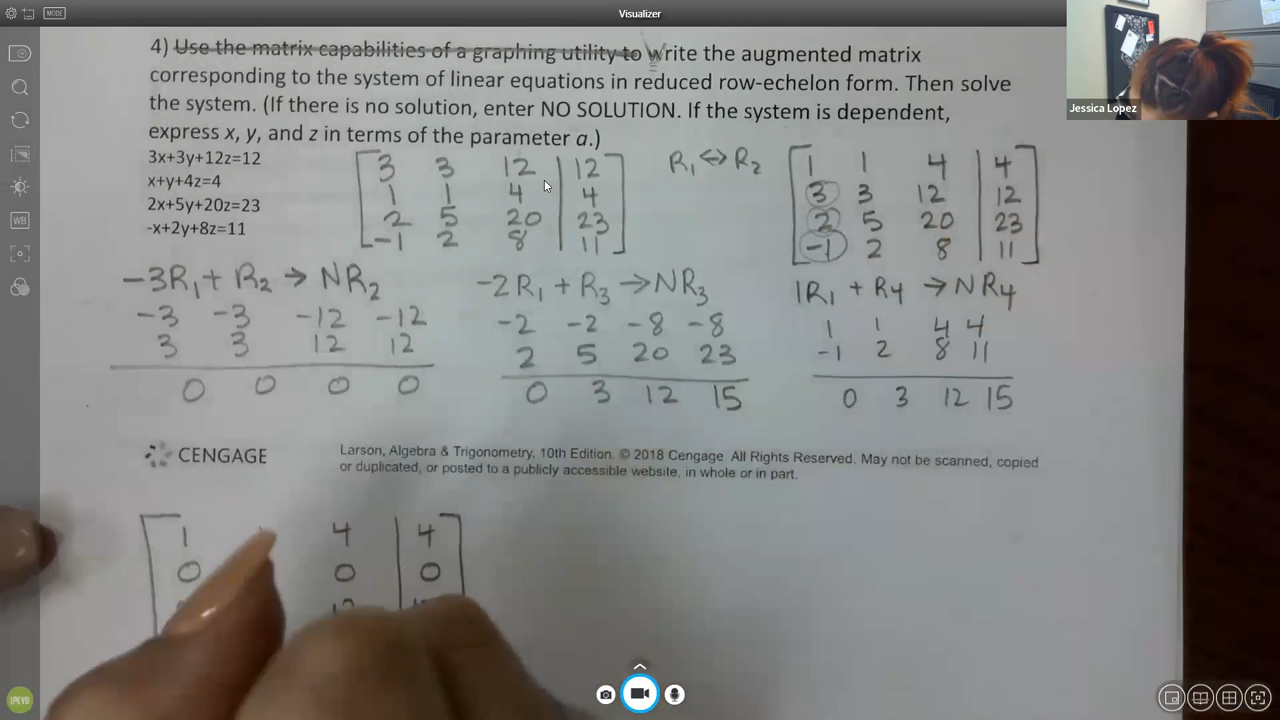 MODE
Visualizer
Jessica Lopez
WB
4) Use the matrix capabilities of a graphing utility to Write the augmented matrix
corresponding to the system of linear equations in reduced row-echelon form. Then solve
the system. (If there is no solution, enter NO SOLUTION. If the system is dependent,
express x, y, and z in terms of the parameter a.)
3x+3y+12z=12
x+y+4z=4
2x+5y+20z=23
-x+2y+8z=11
3 3 12 | 12
1 1 4 | 4
2 5 20 | 23
-1 2 8 | 11
R1 <-> R2
1 1 4 | 4
3 3 12 | 12
2 5 20 | 23
-1 2 8 | 11
-3R1 + R2 → NR2
-3 -3 -12 -12
3 3 12 12
0 0 0 0
-2R1 + R3 → NR3
-2 -2 -8 -8
2 5 20 23
0 3 12 15
1R1 + R4 → NR4
1 1 4 4
-1 2 8 11
0 3 12 15
CENGAGE
Larson, Algebra & Trigonometry, 10th Edition. © 2018 Cengage. All Rights Reserved. May not be scanned, copied
or duplicated, or posted to a publicly accessible website, in whole or in part.
1 4 | 4
0 0 | 0
IPEVO